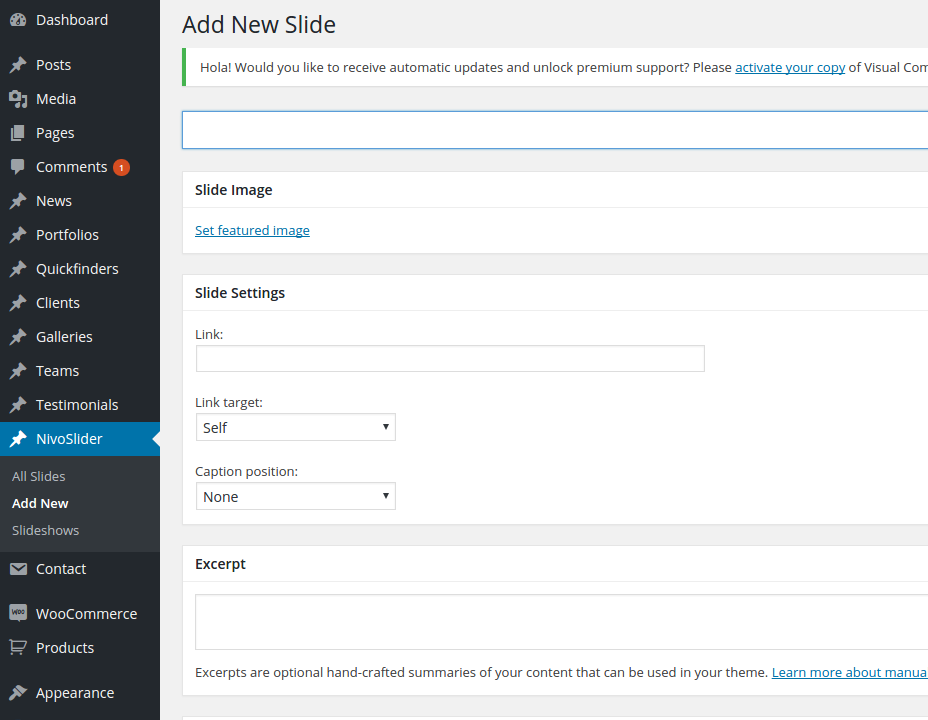 Dashboard
Posts
Media
Pages
Comments 1
News
Portfolios
Quickfinders
Clients
Galleries
Teams
Testimonials
NivoSlider
All Slides
Add New
Slideshows
Contact
WOO WooCommerce
Products
Appearance
Add New Slide
Hola! Would you like to receive automatic updates and unlock premium support? Please activate your copy of Visual Com
Slide Image
Set featured image
Slide Settings
Link:
Link target:
Self
Caption position:
None
Excerpt
Excerpts are optional hand-crafted summaries of your content that can be used in your theme. Learn more about manua